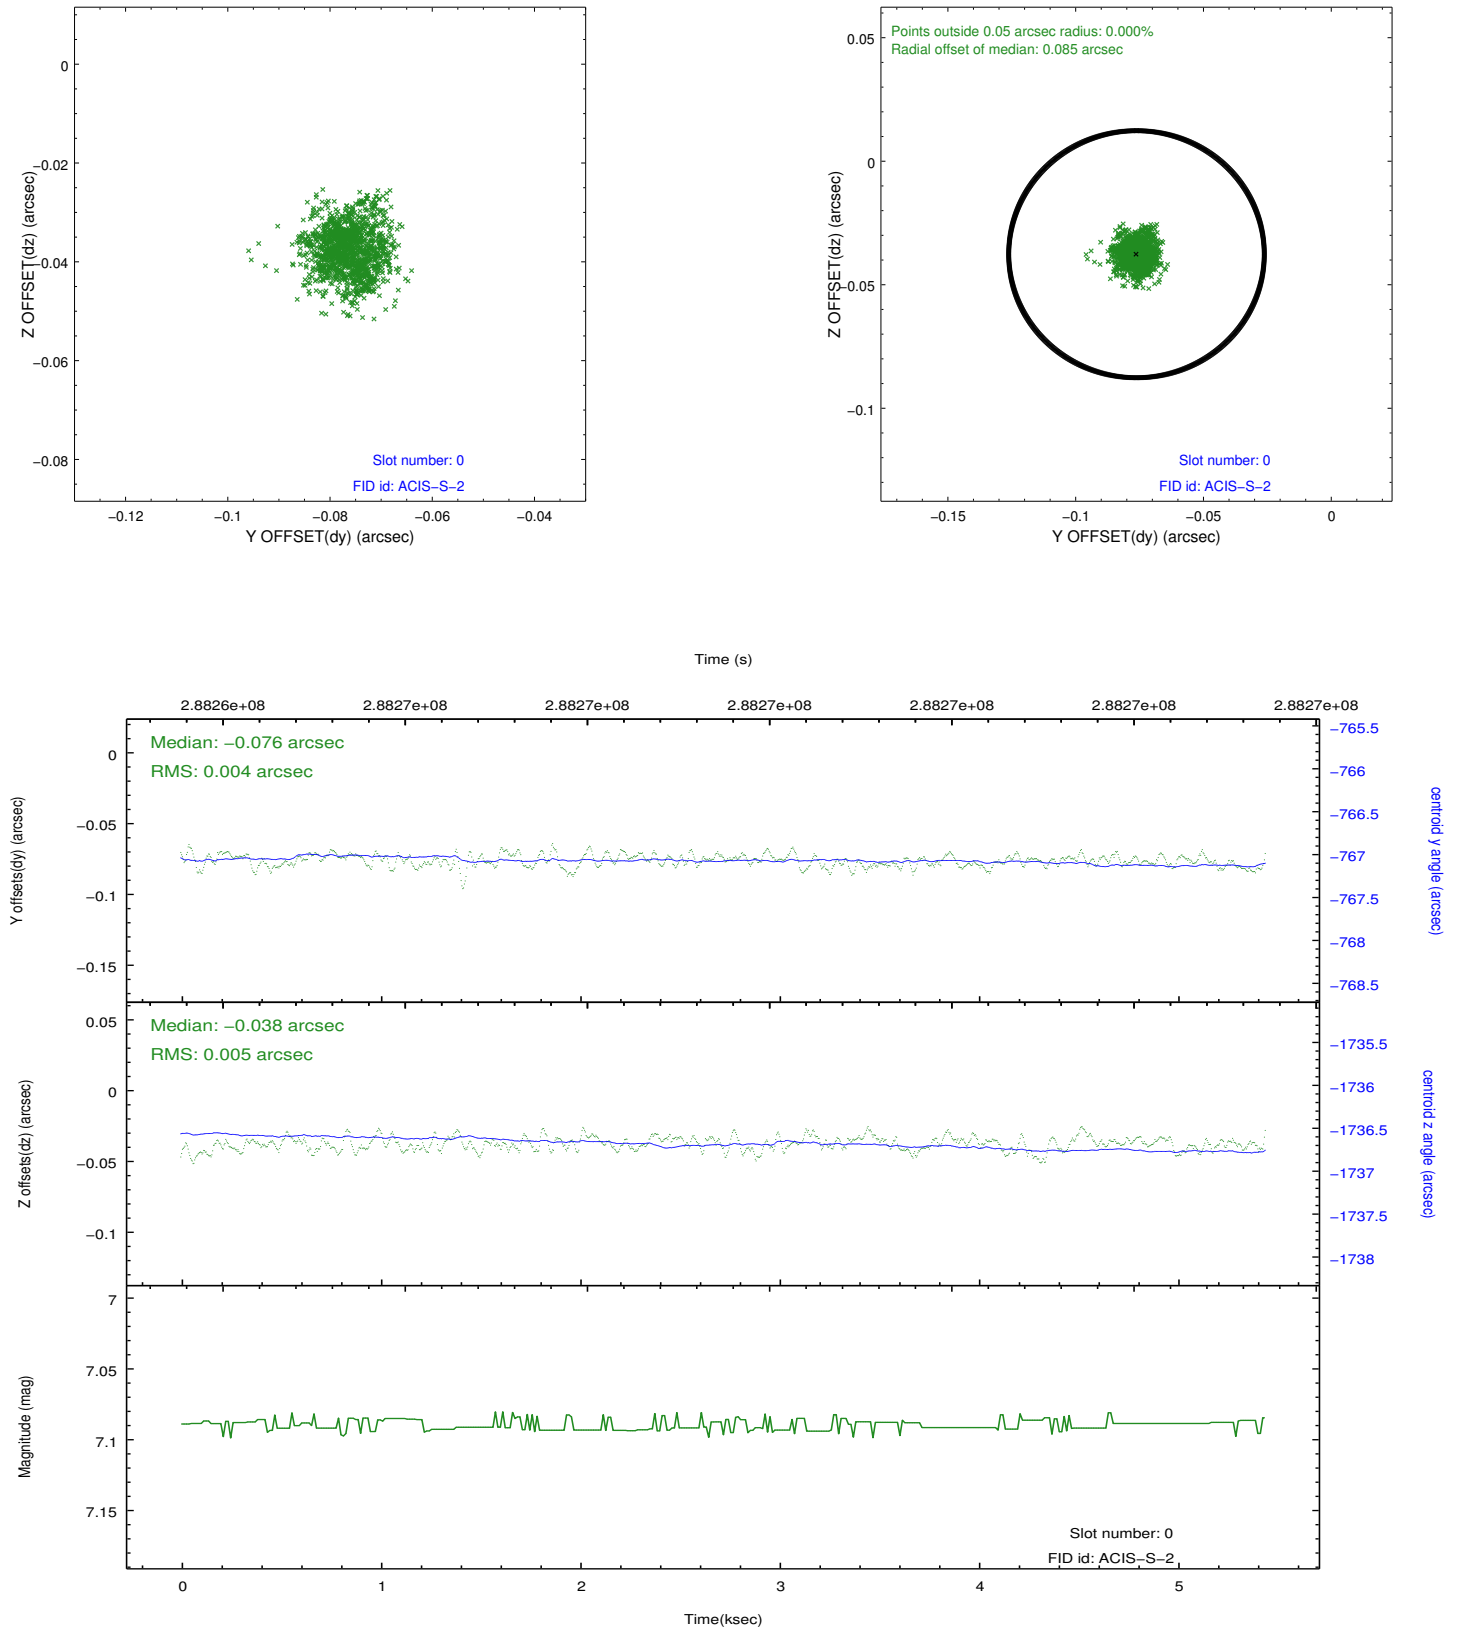 0
−0.02
−0.04
−0.06
−0.08
Z OFFSET(dz) (arcsec)
Slot number: 0
FID id: ACIS−S−2
−0.12
−0.1
−0.08
−0.06
−0.04
Y OFFSET(dy) (arcsec)
Points outside 0.05 arcsec radius: 0.000%
Radial offset of median: 0.085 arcsec
0.05
0
−0.05
−0.1
Z OFFSET(dz) (arcsec)
Slot number: 0
FID id: ACIS−S−2
−0.15
−0.1
−0.05
0
Y OFFSET(dy) (arcsec)
Time (s)
2.8826e+08
2.8827e+08
2.8827e+08
2.8827e+08
2.8827e+08
2.8827e+08
2.8827e+08
Median: −0.076 arcsec
RMS: 0.004 arcsec
0
−0.05
−0.1
−0.15
Y offsets(dy) (arcsec)
−765.5
−766
−766.5
−767
−767.5
−768
−768.5
centroid y angle (arcsec)
Median: −0.038 arcsec
RMS: 0.005 arcsec
0.05
0
−0.05
−0.1
Z offsets(dz) (arcsec)
−1735.5
−1736
−1736.5
−1737
−1737.5
−1738
centroid z angle (arcsec)
7
7.05
7.1
7.15
Magnitude (mag)
Slot number: 0
FID id: ACIS−S−2
0
1
2
3
4
5
Time(ksec)